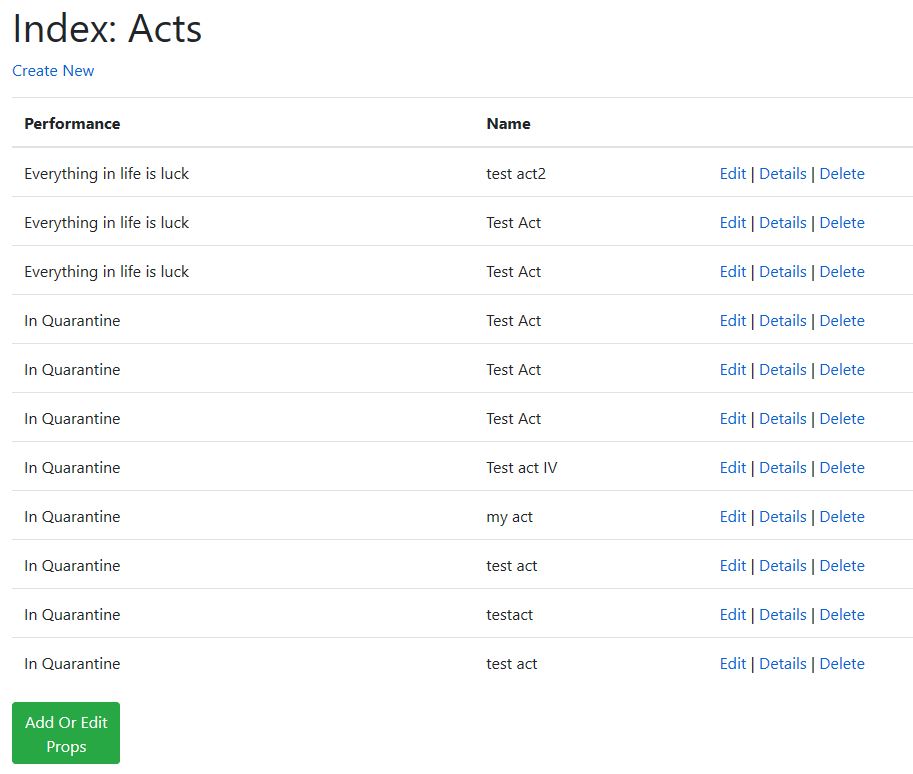 Index: Acts
Create New
Performance Name
Everything in life is luck test act2 Edit | Details | Delete
Everything in life is luck Test Act Edit | Details | Delete
Everything in life is luck Test Act Edit | Details | Delete
In Quarantine Test Act Edit | Details | Delete
In Quarantine Test Act Edit | Details | Delete
In Quarantine Test Act Edit | Details | Delete
In Quarantine Test act IV Edit | Details | Delete
In Quarantine my act Edit | Details | Delete
In Quarantine test act Edit | Details | Delete
In Quarantine testact Edit | Details | Delete
In Quarantine test act Edit | Details | Delete
Add Or Edit
Props